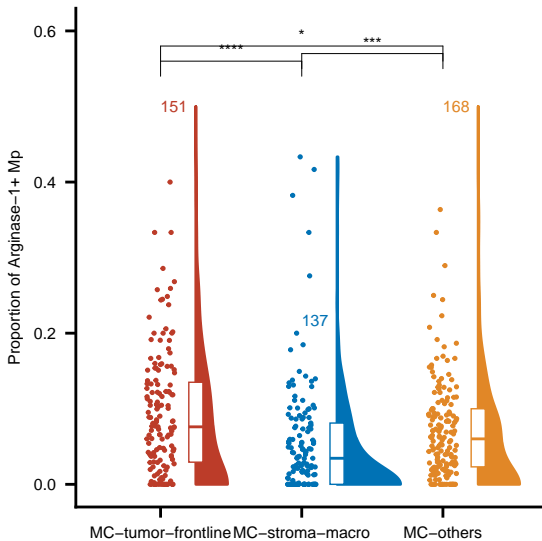 0.6
0.4
0.2
0.0
Proportion of Arginase−1+ Mp
*
****
***
151
168
137
MC−tumor−frontline
MC−stroma−macro
MC−others